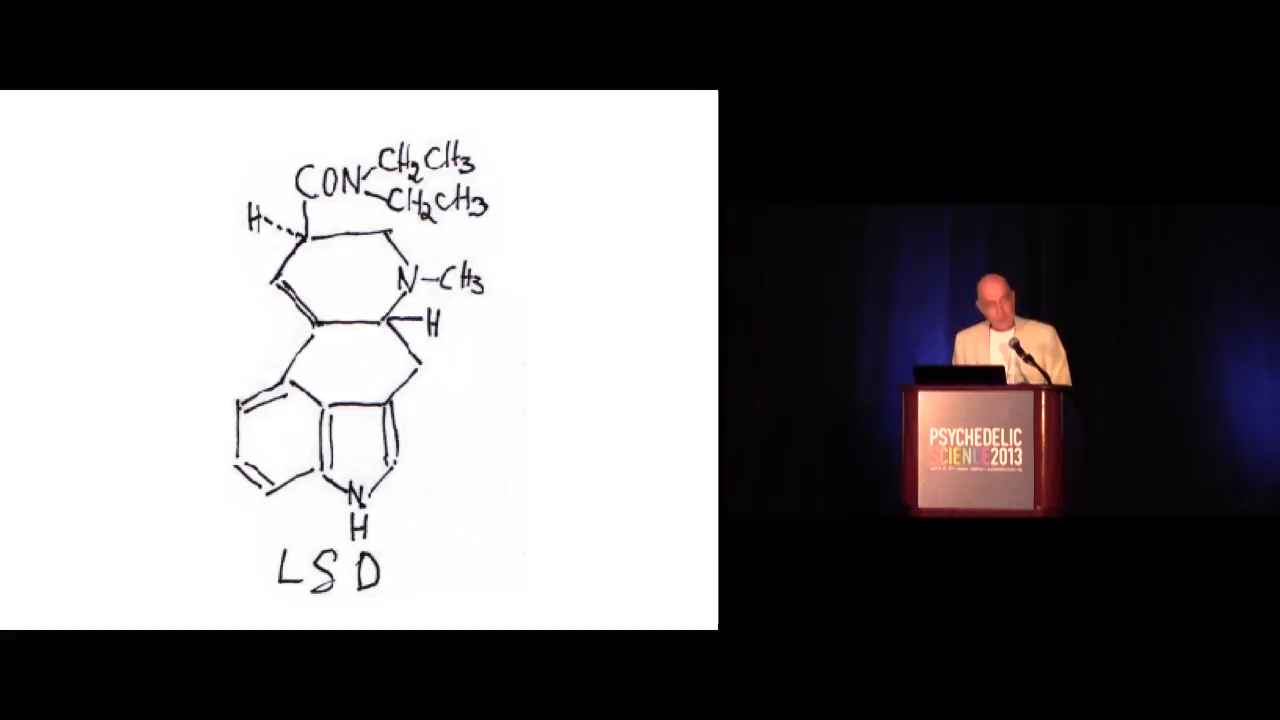 CON
CH2CH3
CH2CH3
H
N-CH3
H
N
H
LSD
PSYCHEDELIC
SCIENCE2013